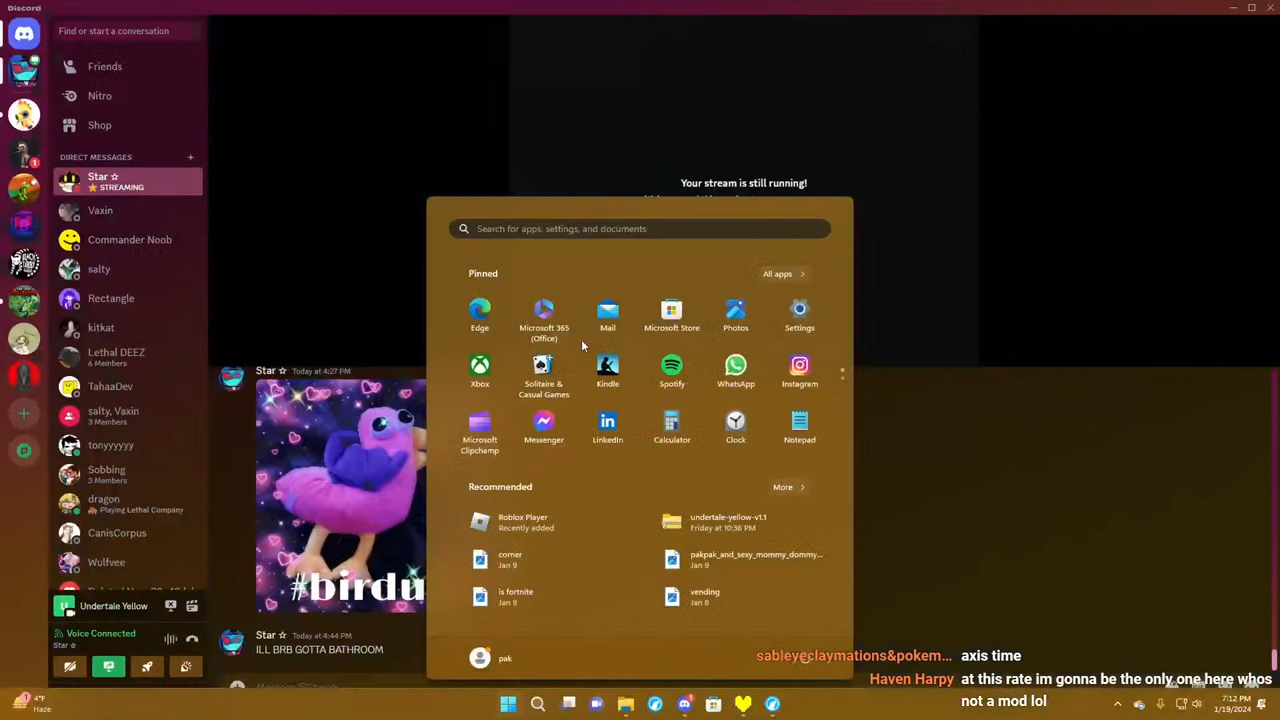 Discord
Find or start a conversation
Friends
Nitro
Shop
DIRECT MESSAGES
Star ☆
STREAMING
Vaxin
Commander Noob
salty
Rectangle
kitkat
Lethal DEEZ
6 Members
TahaaDev
salty, Vaxin
3 Members
tonyyyyyy
Sobbing
3 Members
dragon
Playing Lethal Company
CanisCorpus
Wulfvee
Undertale Yellow
Voice Connected
Star ☆
1
Your stream is still running!
Star ☆ Today at 4:27 PM
#birdu
Star ☆ Today at 4:44 PM
ILL BRB GOTTA BATHROOM
Search for apps, settings, and documents
Pinned
All apps
Edge
Microsoft 365
(Office)
Mail
Microsoft Store
Photos
Settings
Xbox
Solitaire &
Casual Games
Kindle
Spotify
WhatsApp
Instagram
Microsoft
Clipchamp
Messenger
LinkedIn
Calculator
Clock
Notepad
Recommended
More
Roblox Player
Recently added
undertale-yellow-v1.1
Friday at 10:36 PM
corner
Jan 9
pakpak_and_sexy_mommy_dommy...
Jan 9
is fortnite
Jan 9
vending
Jan 8
pak
sableyeclaymations&pokem... axis time
Haven Harpy at this rate im gonna be the only one here whos
not a mod lol
4°F
Haze
7:12 PM
1/19/2024